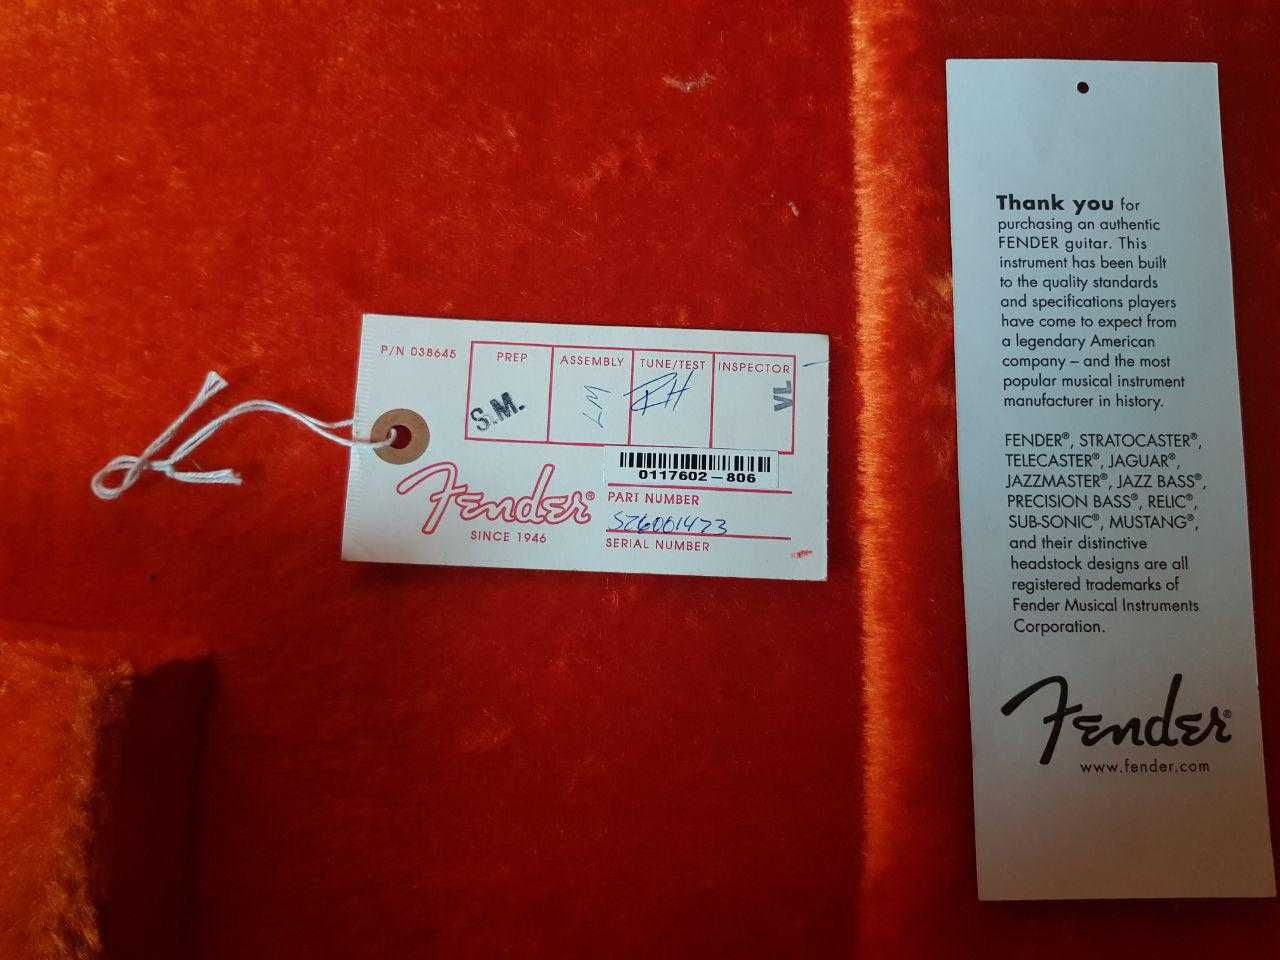 P/N 038645
PREP
ASSEMBLY
TUNE/TEST
INSPECTOR
S.M.
LM
RH
VL
0117602-806
PART NUMBER
SZ6001473
SERIAL NUMBER
Fender®
SINCE 1946
Thank you for
purchasing an authentic
FENDER guitar. This
instrument has been built
to the quality standards
and specifications players
have come to expect from
a legendary American
company – and the most
popular musical instrument
manufacturer in history.
FENDER®, STRATOCASTER®,
TELECASTER®, JAGUAR®,
JAZZMASTER®, JAZZ BASS®,
PRECISION BASS®, RELIC®,
SUB-SONIC®, MUSTANG®,
and their distinctive
headstock designs are all
registered trademarks of
Fender Musical Instruments
Corporation.
Fender®
www.fender.com